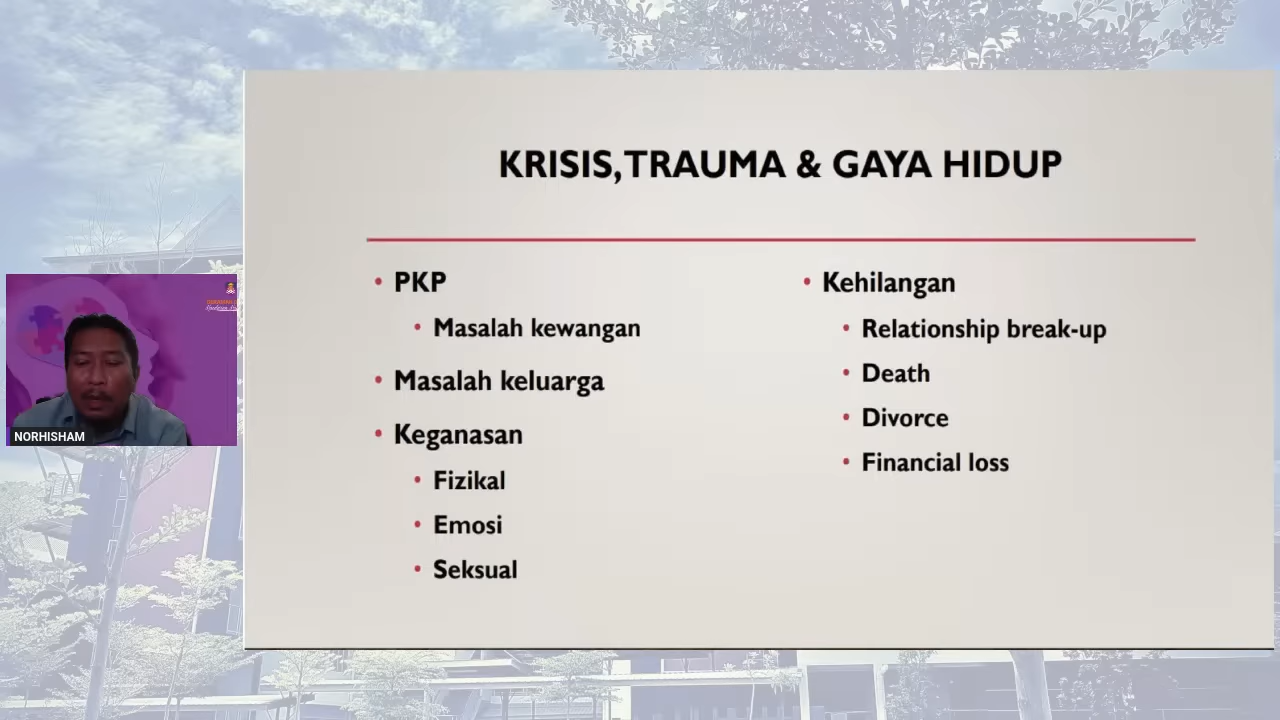 KRISIS, TRAUMA & GAYA HIDUP
• PKP
• Masalah kewangan
• Masalah keluarga
• Keganasan
• Fizikal
• Emosi
• Seksual
• Kehilangan
• Relationship break-up
• Death
• Divorce
• Financial loss
NORHISHAM